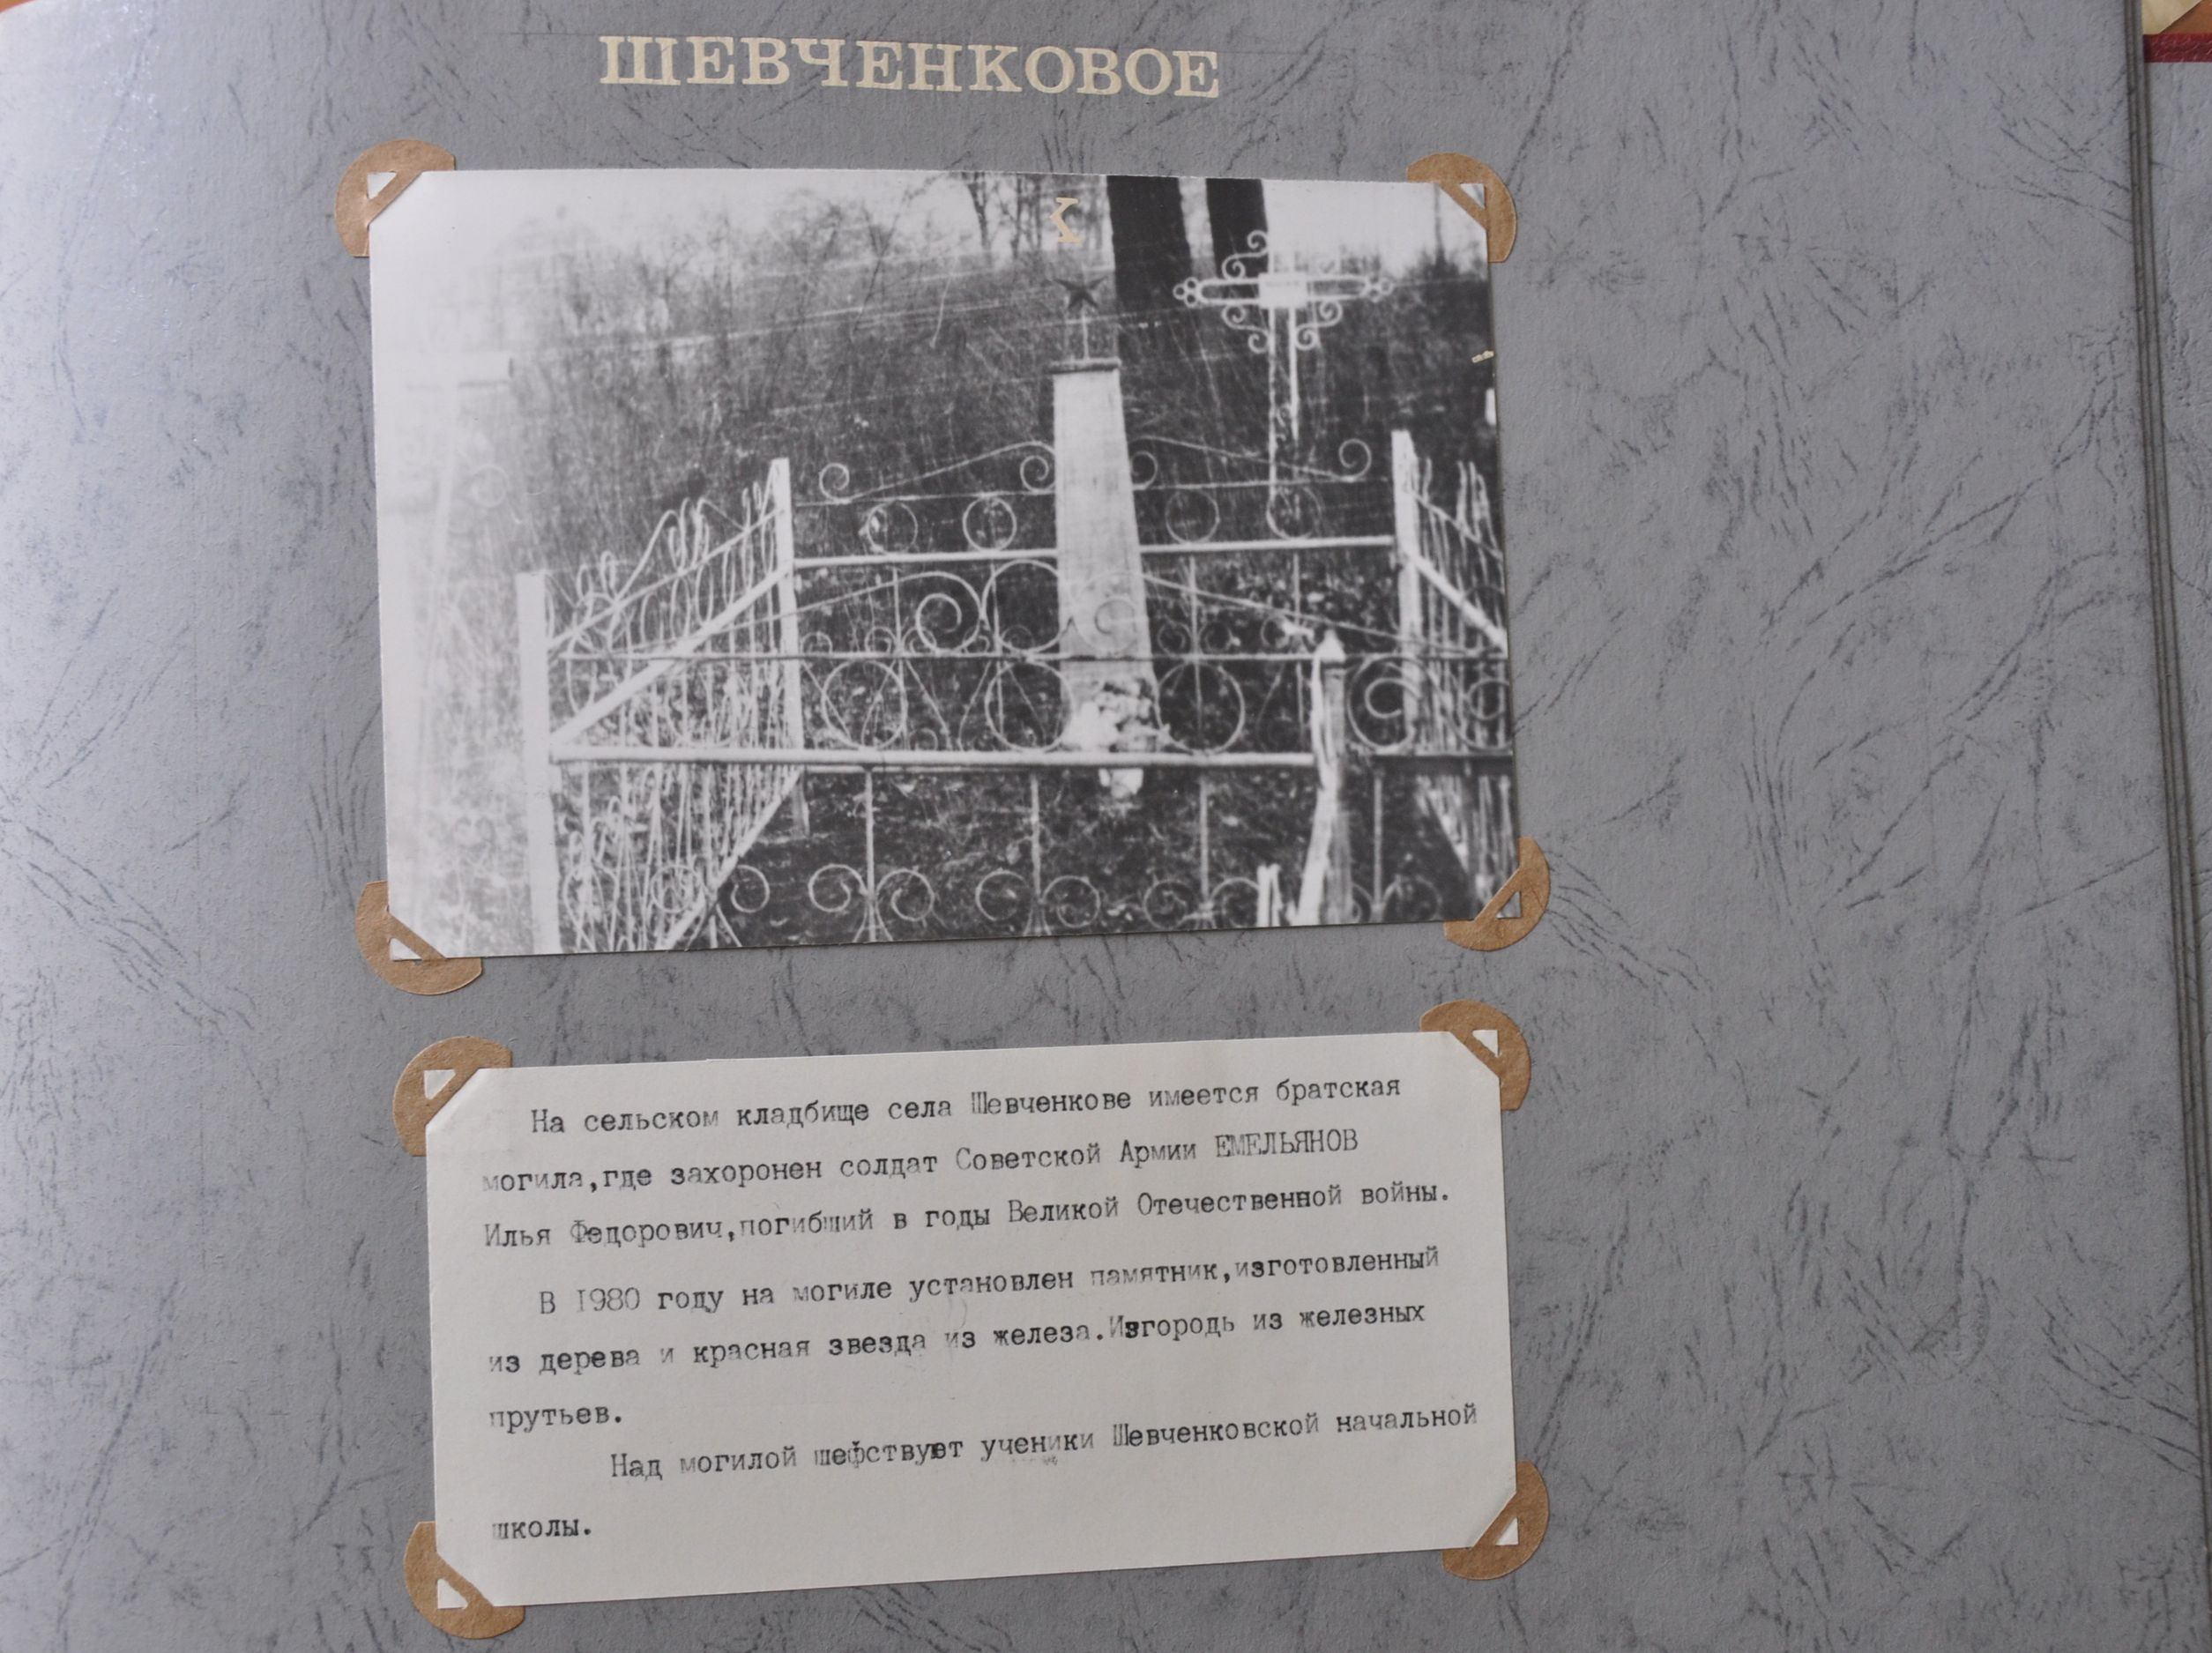 ШЕВЧЕНКОВОЕ
К
На сельском кладбище села Шевченкове имеется братская
могила,где захоронен солдат Советской Армии ЕМЕЛЬЯНОВ
Илья Федорович,погибший в годы Великой Отечественной войны.
В 1980 году на могиле установлен памятник,изготовленный
из дерева и красная звезда из железа.Изгородь из железных
прутьев.
Над могилой шефствуют ученики Шевченковской начальной
школы.